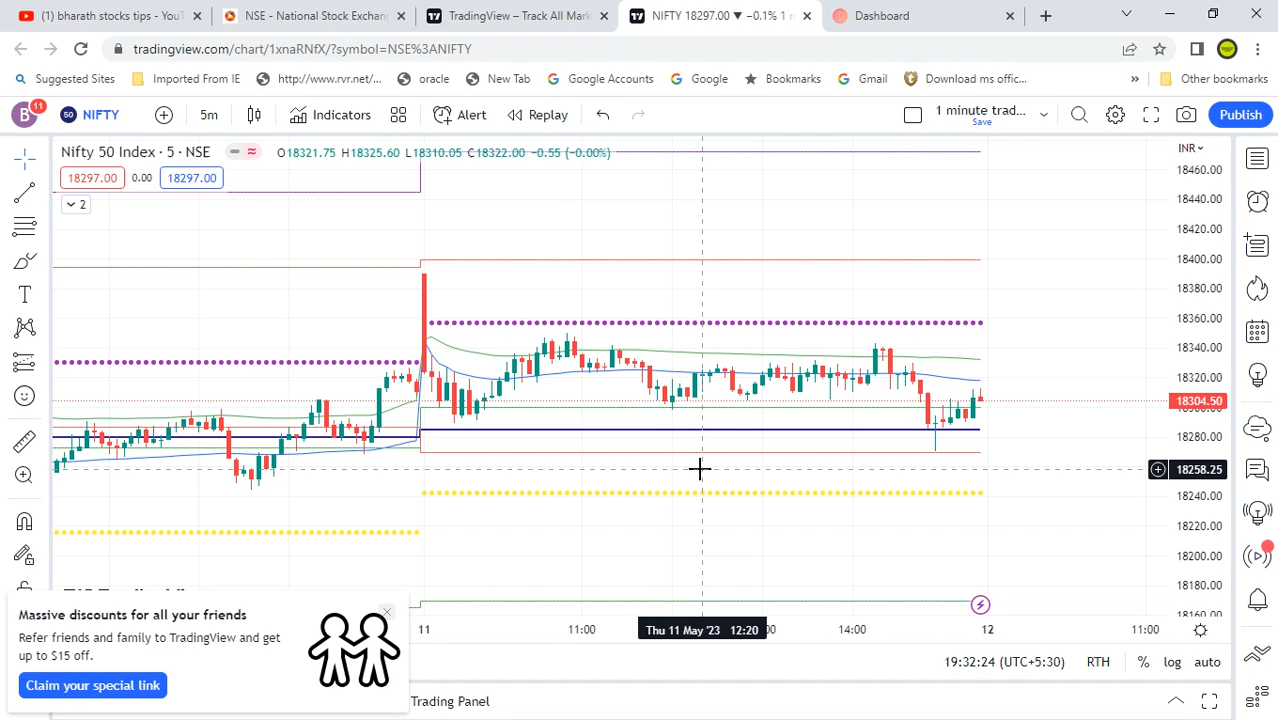 (1) bharath stocks tips - YouT
NSE - National Stock Exchan
TradingView – Track All Mark
NIFTY 18297.00 ▼ −0.1% 1 m
Dashboard
tradingview.com/chart/1xnaRNfX/?symbol=NSE%3ANIFTY
Suggested Sites
Imported From IE
http://www.rvr.net/...
oracle
New Tab
Google Accounts
Google
Bookmarks
Gmail
Download ms offic...
»
Other bookmarks
B
11
50
NIFTY
5m
Indicators
Alert
Replay
1 minute trad...
Save
Publish
Nifty 50 Index · 5 · NSE
O18321.75 H18325.60 L18310.05 C18322.00 −0.55 (−0.00%)
INR
18297.00
0.00
18297.00
2
18460.00
18440.00
18420.00
18400.00
18380.00
18360.00
18340.00
18320.00
18304.50
18280.00
18258.25
18240.00
18220.00
18200.00
18180.00
18160.00
Massive discounts for all your friends
Refer friends and family to TradingView and get
up to $15 off.
Claim your special link
11
11:00
Thu 11 May '23 12:20
14:00
12
11:00
19:32:24 (UTC+5:30)
RTH
%
log
auto
Trading Panel